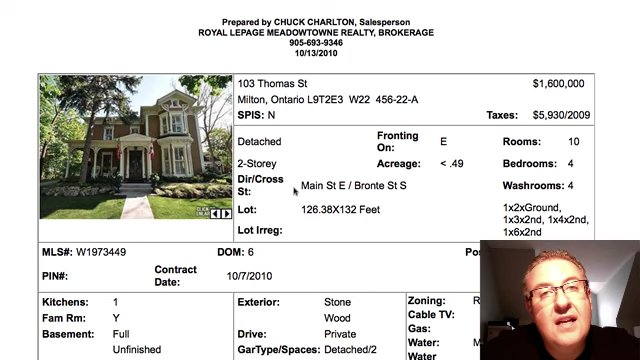 Prepared by CHUCK CHARLTON, Salesperson
ROYAL LEPAGE MEADOWTOWNE REALTY, BROKERAGE
905-693-9346
10/13/2010
103 Thomas St $1,600,000
Milton, Ontario L9T2E3 W22 456-22-A
SPIS: N Taxes: $5,930/2009
Detached Fronting On: E Rooms: 10
2-Storey Acreage: < .49 Bedrooms: 4
Dir/Cross St: Main St E / Bronte St S Washrooms: 4
Lot: 126.38X132 Feet 1x2xGround,
1x3x2nd, 1x4x2nd,
Lot Irreg: 1x6x2nd
CLICK ENLAR
MLS#: W1973449 DOM: 6
PIN#: Contract Date: 10/7/2010
Kitchens: 1 Exterior: Stone Zoning:
Fam Rm: Y Wood Cable TV:
Basement: Full Drive: Private Gas:
Unfinished GarType/Spaces: Detached/2 Water:
Water